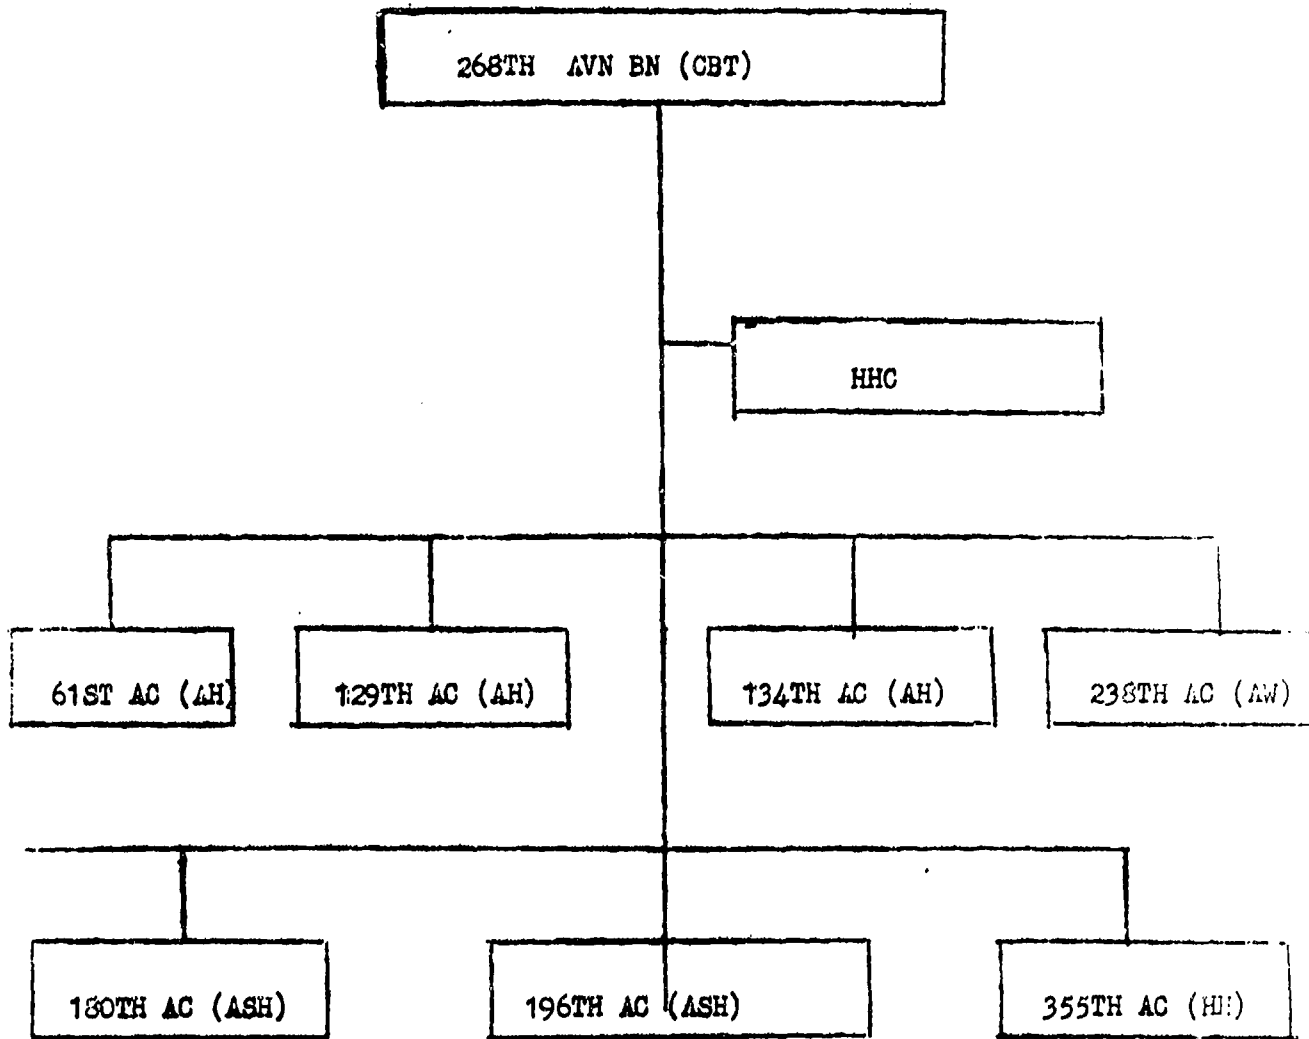 268TH AVN BN (CBT)
HHC
61ST AC (AH)
129TH AC (AH)
134TH AC (AH)
238TH AC (AW)
180TH AC (ASH)
196TH AC (ASH)
355TH AC (HH)